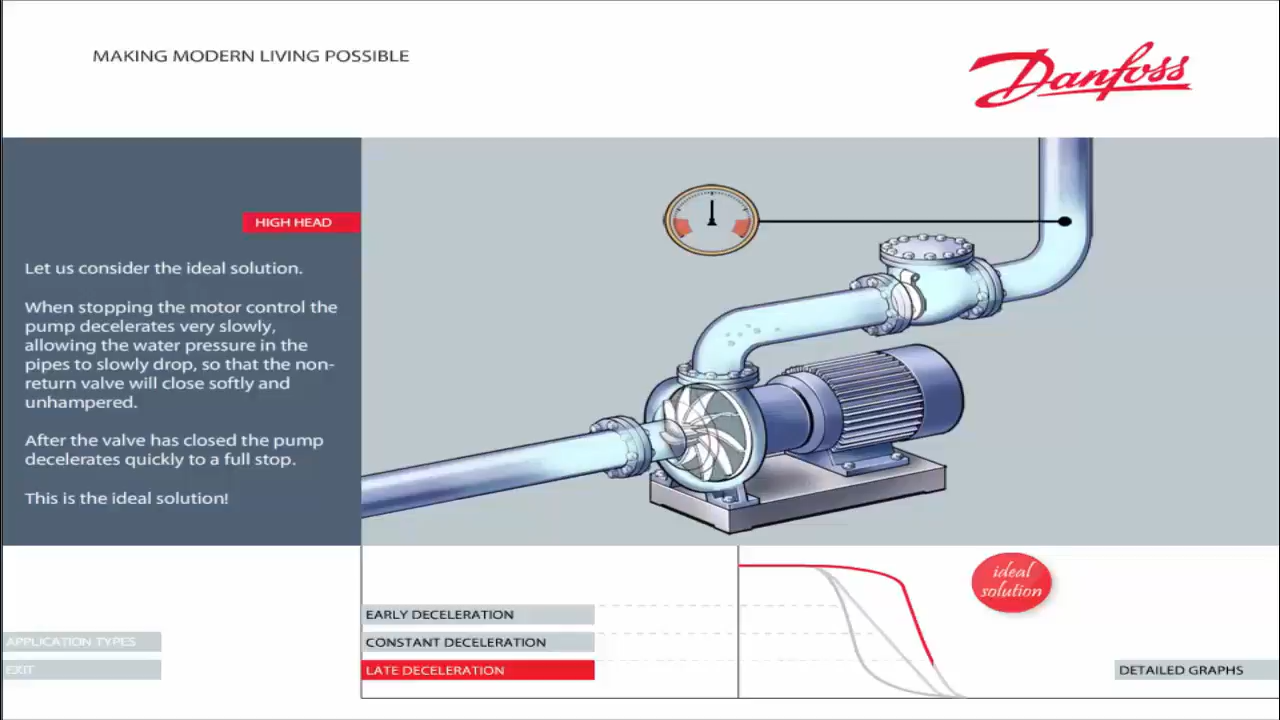 MAKING MODERN LIVING POSSIBLE
Danfoss
HIGH HEAD
Let us consider the ideal solution.
When stopping the motor control the
pump decelerates very slowly,
allowing the water pressure in the
pipes to slowly drop, so that the non-
return valve will close softly and
unhampered.
After the valve has closed the pump
decelerates quickly to a full stop.
This is the ideal solution!
APPLICATION TYPES
EXIT
EARLY DECELERATION
CONSTANT DECELERATION
LATE DECELERATION
ideal
solution
DETAILED GRAPHS